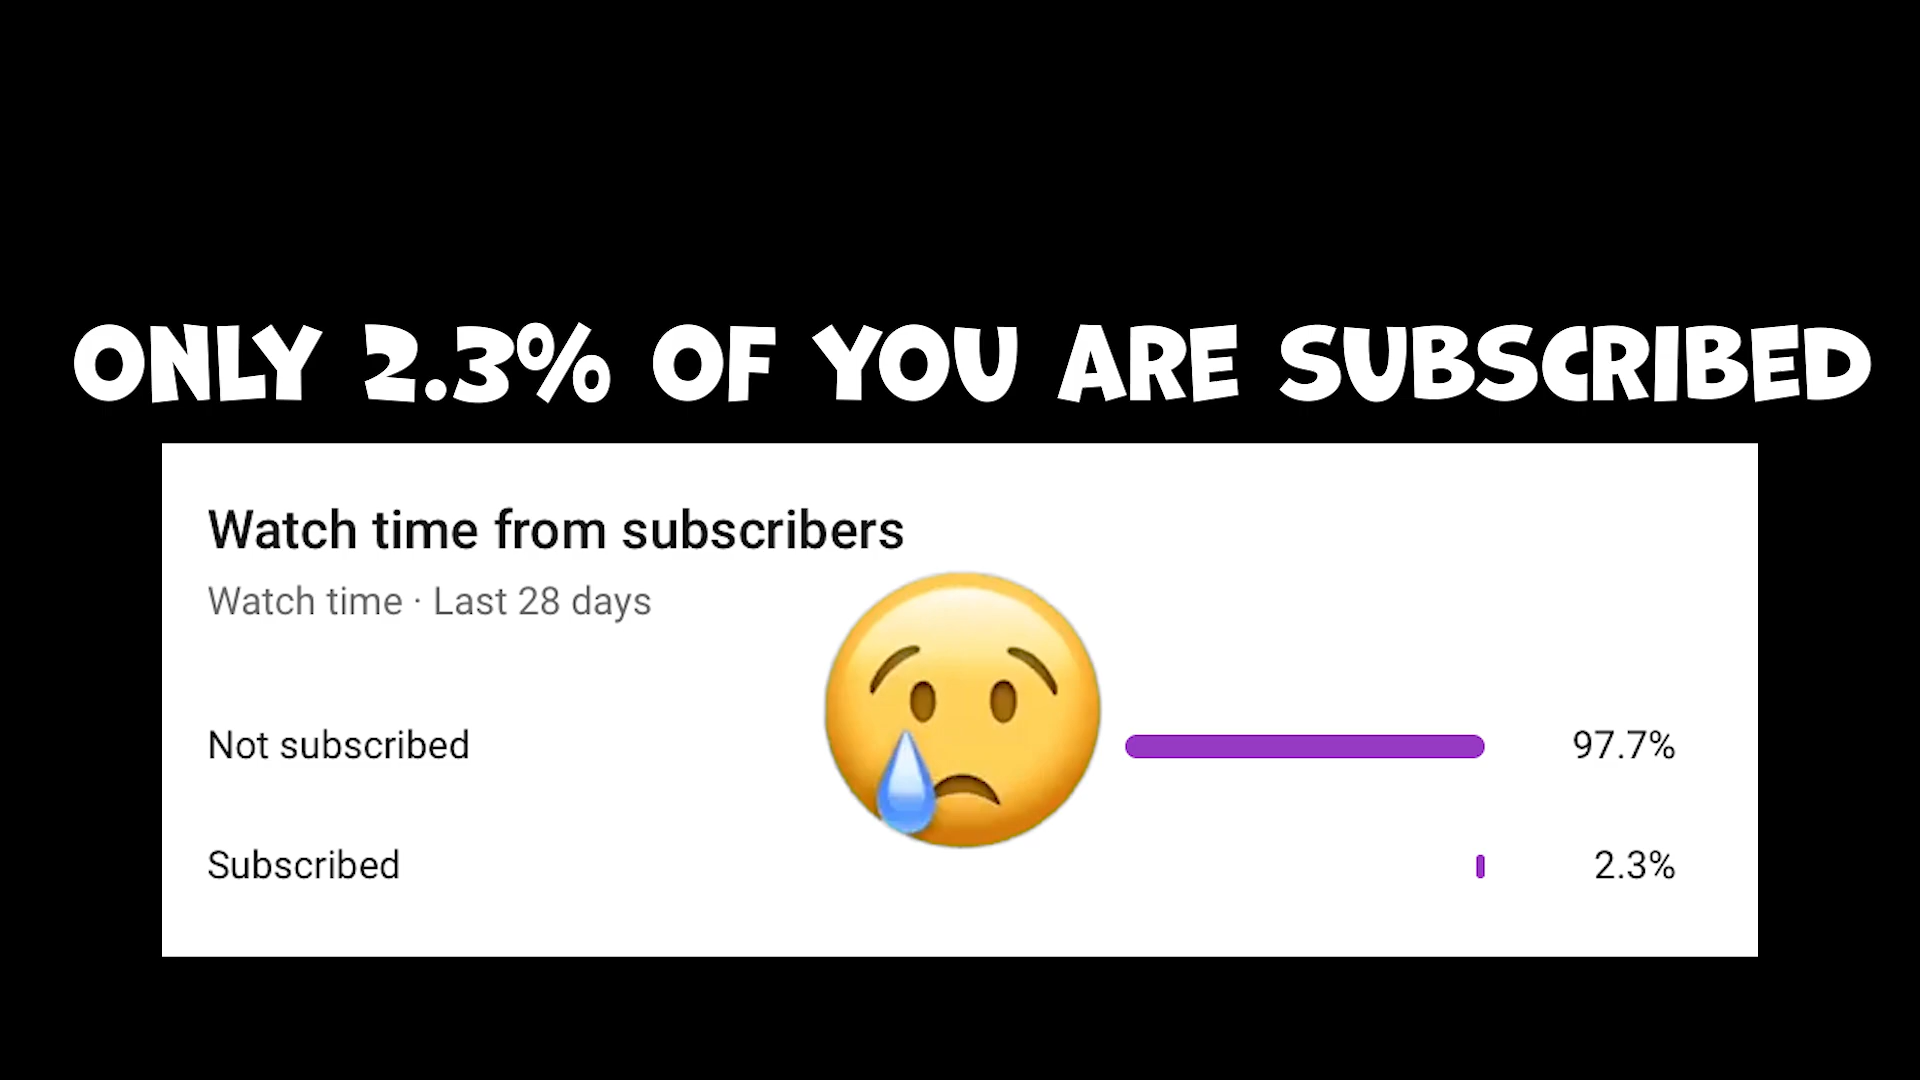 ONLY 2.3% OF YOU ARE SUBSCRIBED
Watch time from subscribers
Watch time · Last 28 days
Not subscribed 97.7%
Subscribed 2.3%